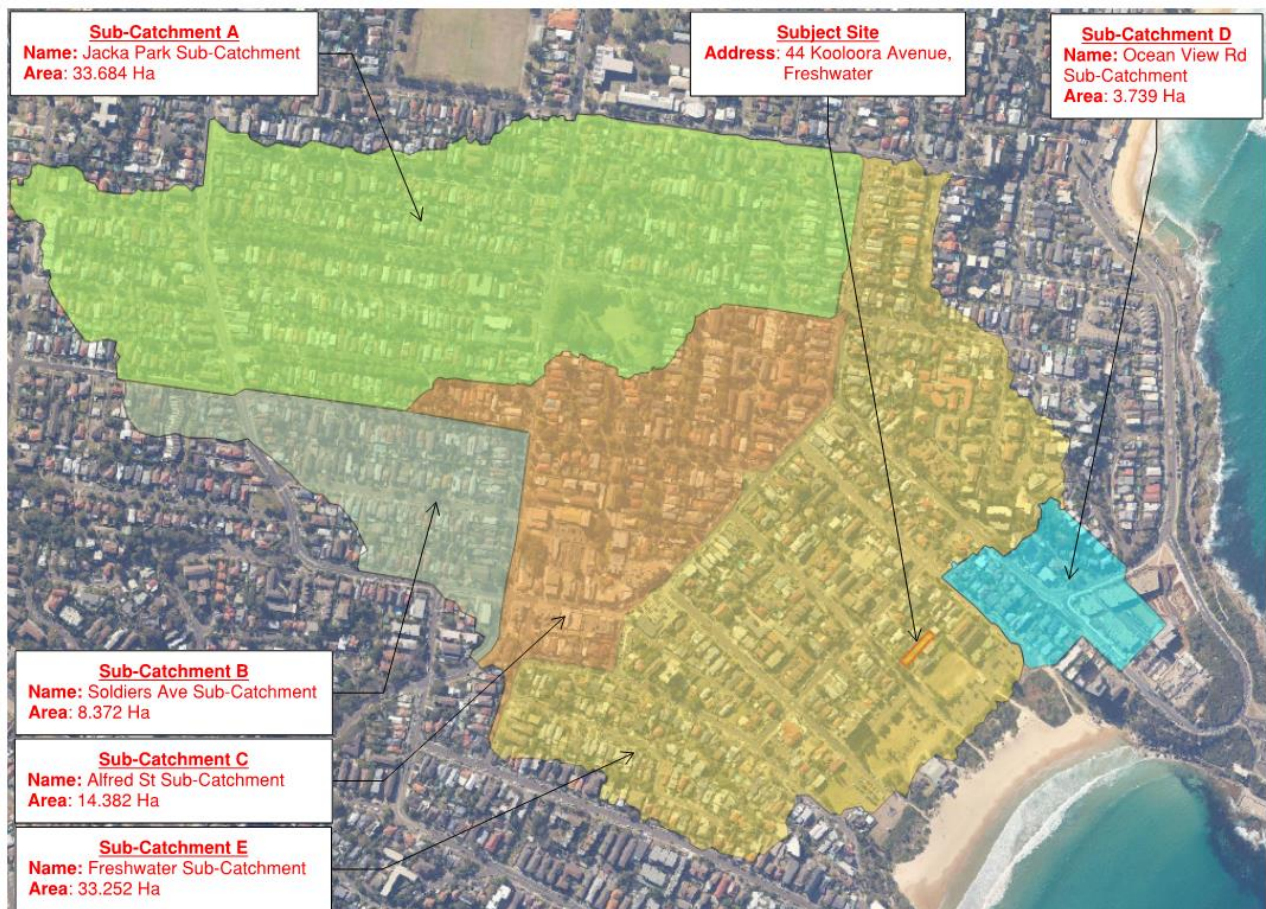 Sub-Catchment A
Name: Jacka Park Sub-Catchment
Area: 33.684 Ha
Subject Site
Address: 44 Kooloora Avenue,
Freshwater
Sub-Catchment D
Name: Ocean View Rd
Sub-Catchment
Area: 3.739 Ha
Sub-Catchment B
Name: Soldiers Ave Sub-Catchment
Area: 8.372 Ha
Sub-Catchment C
Name: Alfred St Sub-Catchment
Area: 14.382 Ha
Sub-Catchment E
Name: Freshwater Sub-Catchment
Area: 33.252 Ha